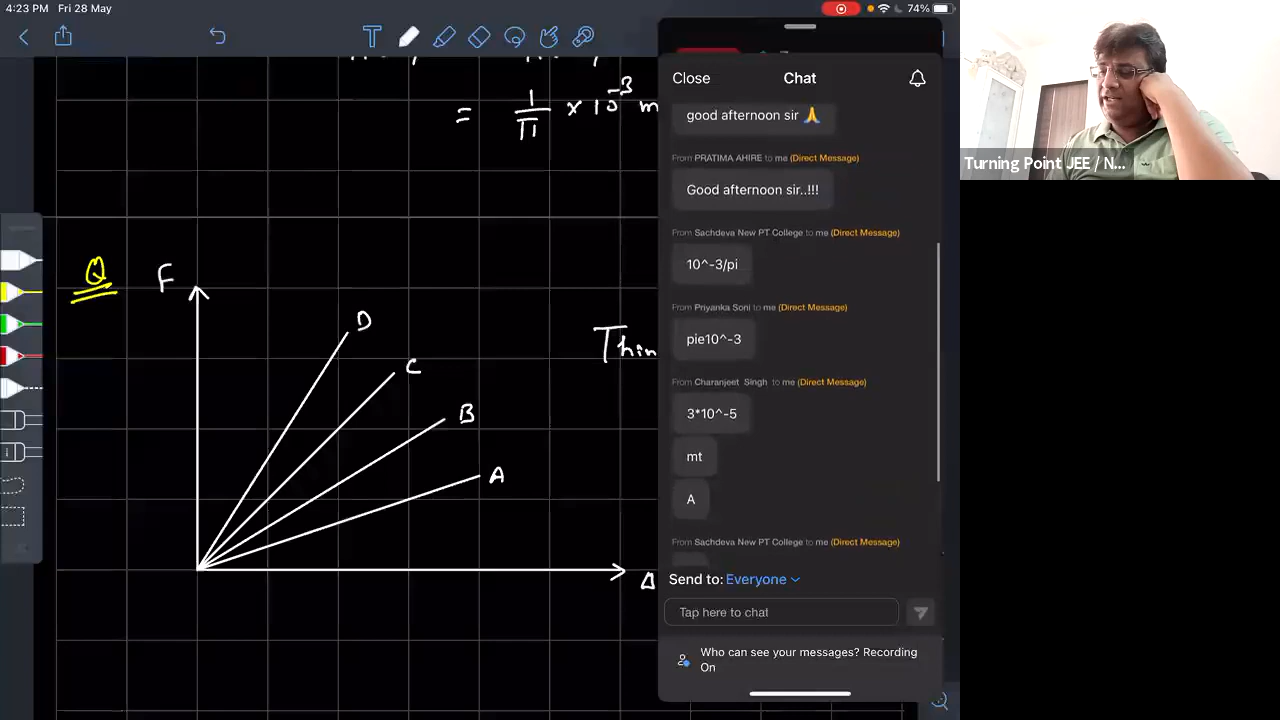 4:23 PM Fri 28 May
74%
= 1/π × 10^-3 m
Q
F
D
C
B
A
Δ
Close
Chat
good afternoon sir 🙏
From PRATIMA AHIRE to me (Direct Message)
Good afternoon sir..!!!
From Sachdeva New PT College to me (Direct Message)
10^-3/pi
From Priyanka Soni to me (Direct Message)
pie10^-3
From Charanjeet Singh to me (Direct Message)
3*10^-5
mt
A
From Sachdeva New PT College to me (Direct Message)
Send to: Everyone
Tap here to chat
Who can see your messages? Recording
On
Turning Point JEE / N...